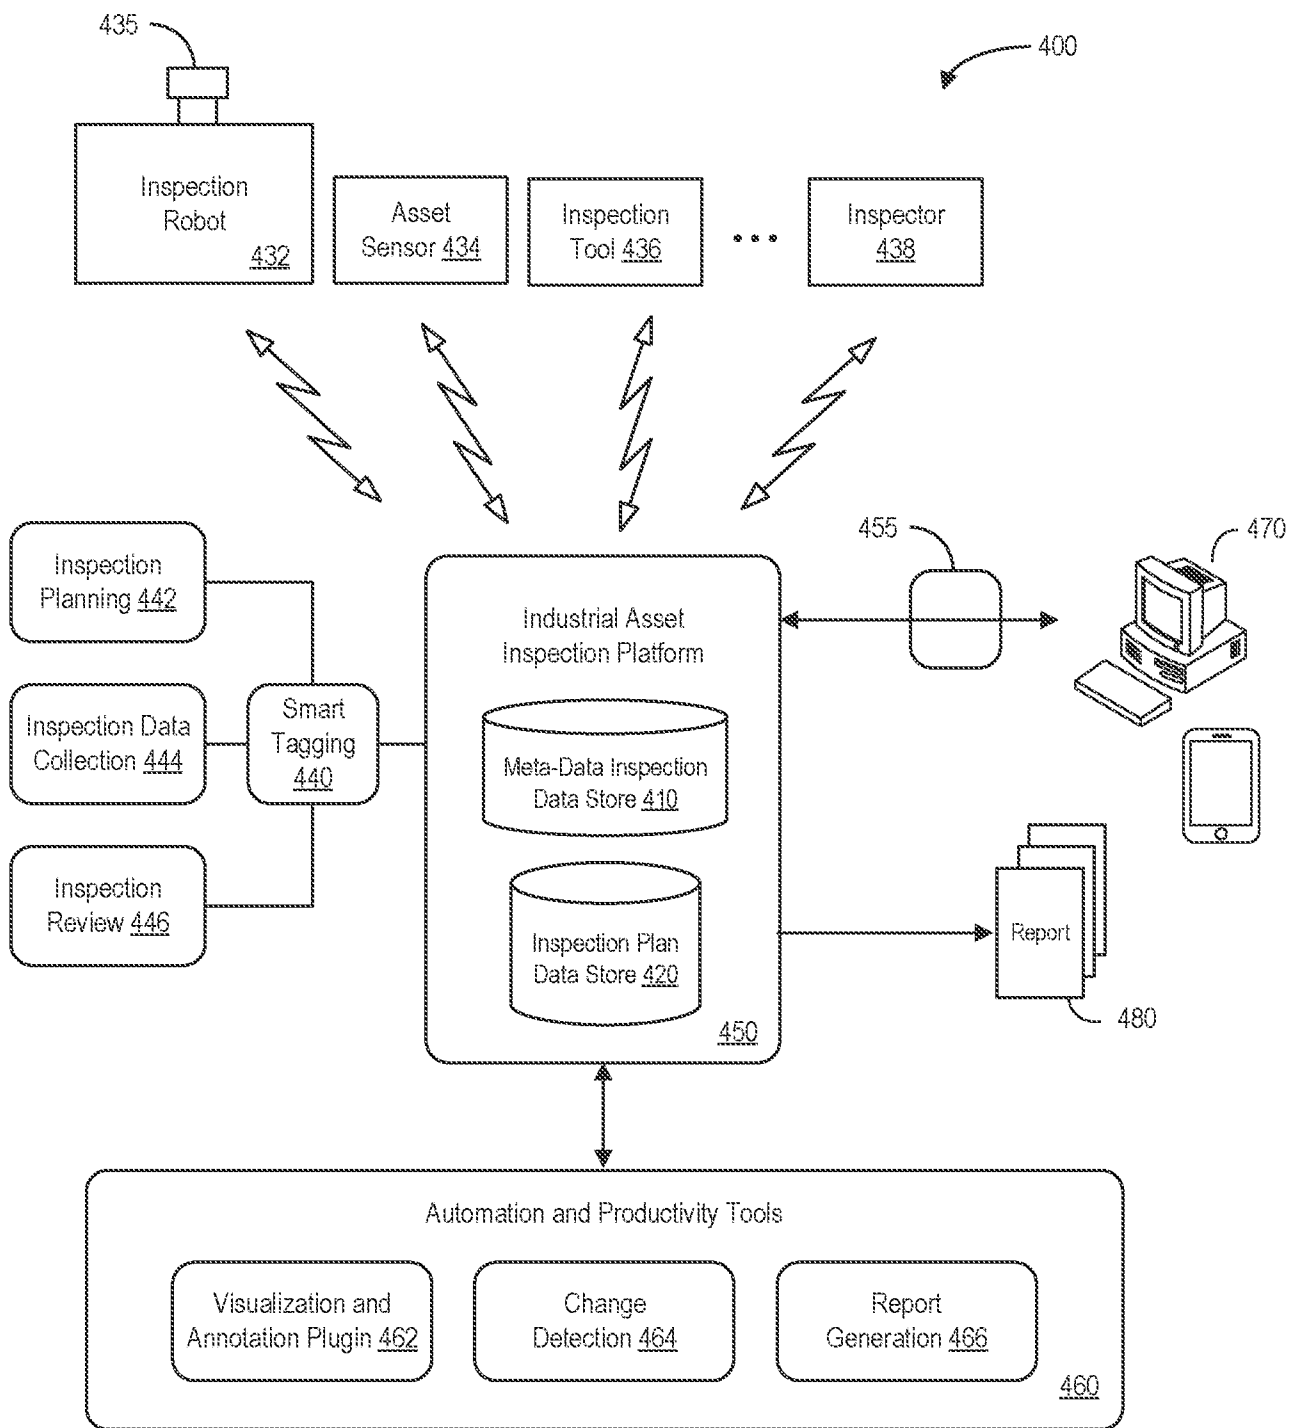 435
400
Inspection
Robot
432
Asset
Sensor 434
Inspection
Tool 436
...
Inspector
438
455
470
Inspection
Planning 442
Inspection Data
Collection 444
Inspection
Review 446
Smart
Tagging
440
Industrial Asset
Inspection Platform
Meta-Data Inspection
Data Store 410
Inspection Plan
Data Store 420
450
Report
480
Automation and Productivity Tools
Visualization and
Annotation Plugin 462
Change
Detection 464
Report
Generation 466
460